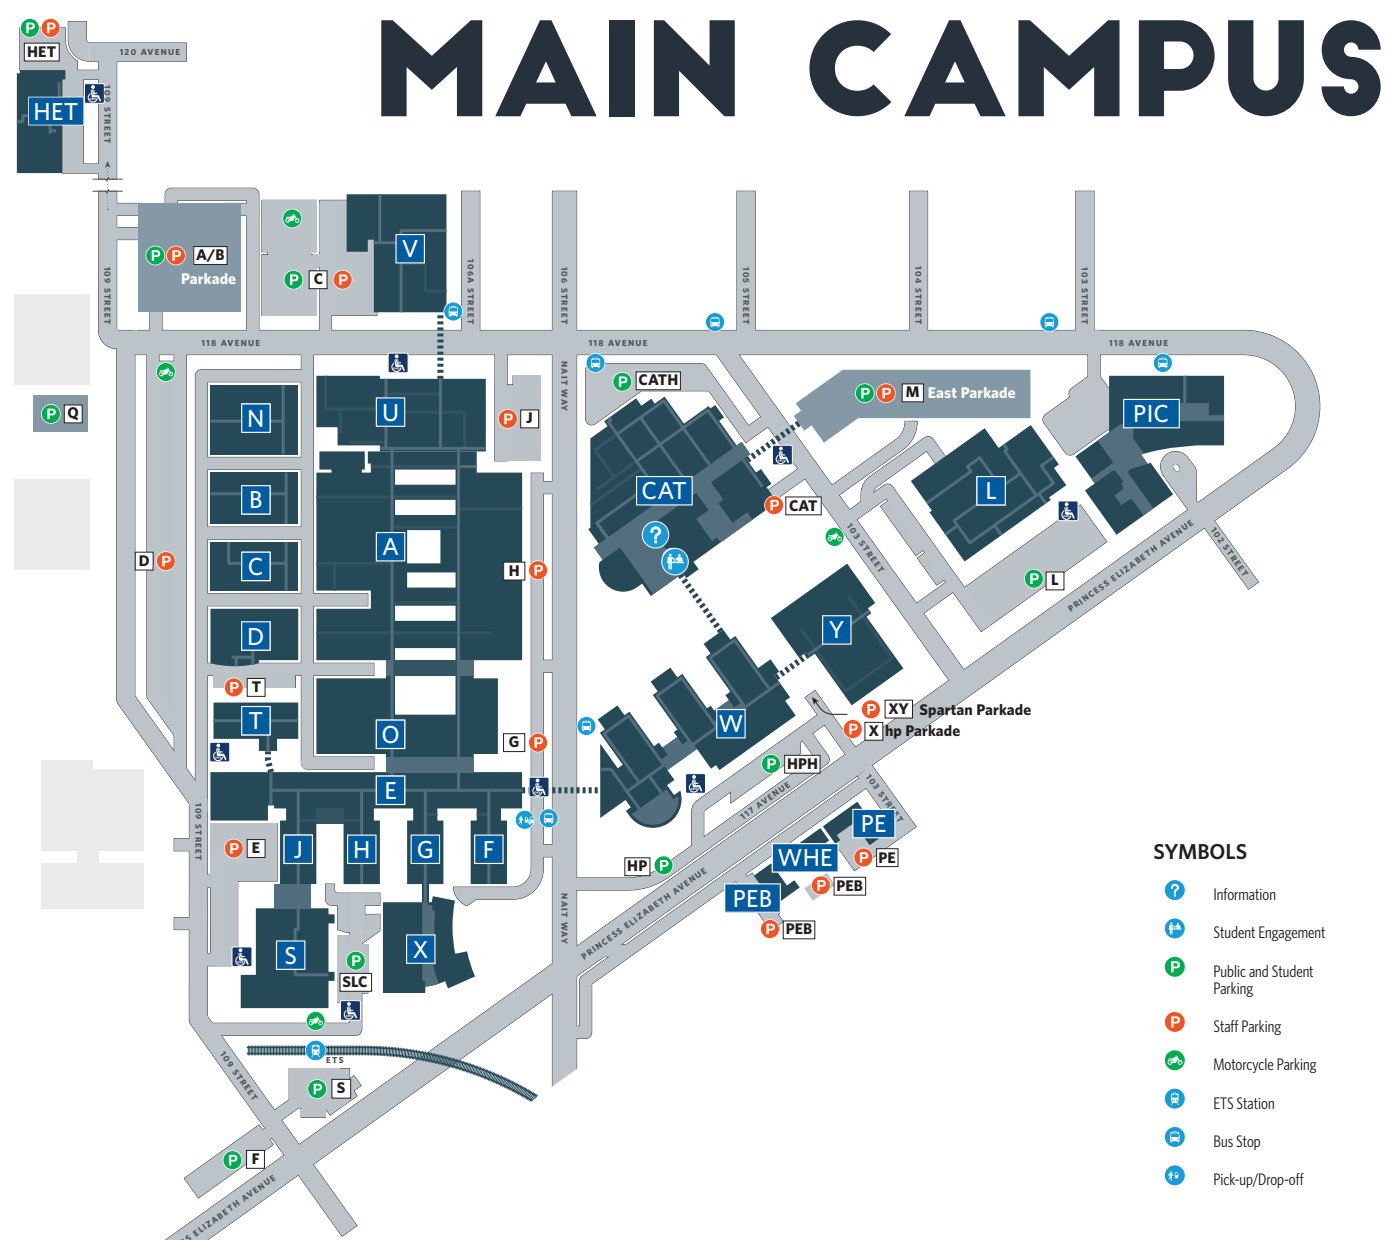 MAIN CAMPUS
P P
HET
120 AVENUE
HET
109 STREET
V
P P A/B
Parkade
P C P
109 STREET
106A STREET
106 STREET
105 STREET
104 STREET
103 STREET
118 AVENUE
118 AVENUE
118 AVENUE
P CATH
P P M East Parkade
P Q
N
U
P J
NAIT WAY
PIC
B
CAT
L
P CAT
A
?
103 STREET
102 STREET
D P
C
H P
P L
PRINCESS ELIZABETH AVENUE
D
Y
P T
T
P XY Spartan Parkade
P X hp Parkade
O
W
G P
P HPH
E
117 AVENUE
103 STREET
109 STREET
P E
J
H
G
F
PE
WHE
P PE
HP P
P PEB
PEB
P PEB
NAIT WAY
PRINCESS ELIZABETH AVENUE
S
X
P
SLC
ETS
109 STREET
P S
P F
SS ELIZABETH AVENUE
SYMBOLS
? Information
Student Engagement
P Public and Student
Parking
P Staff Parking
Motorcycle Parking
ETS Station
Bus Stop
Pick-up/Drop-off